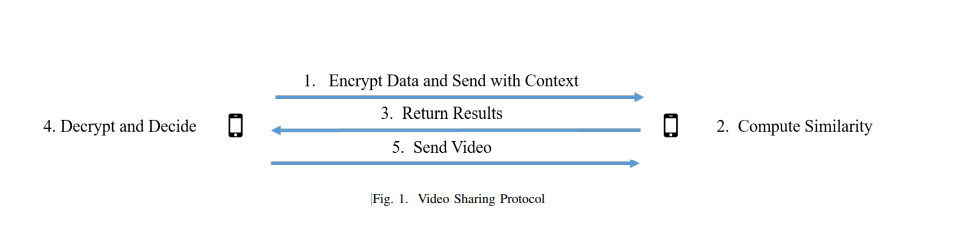 1. Encrypt Data and Send with Context
3. Return Results
4. Decrypt and Decide
2. Compute Similarity
5. Send Video
Fig. 1. Video Sharing Protocol